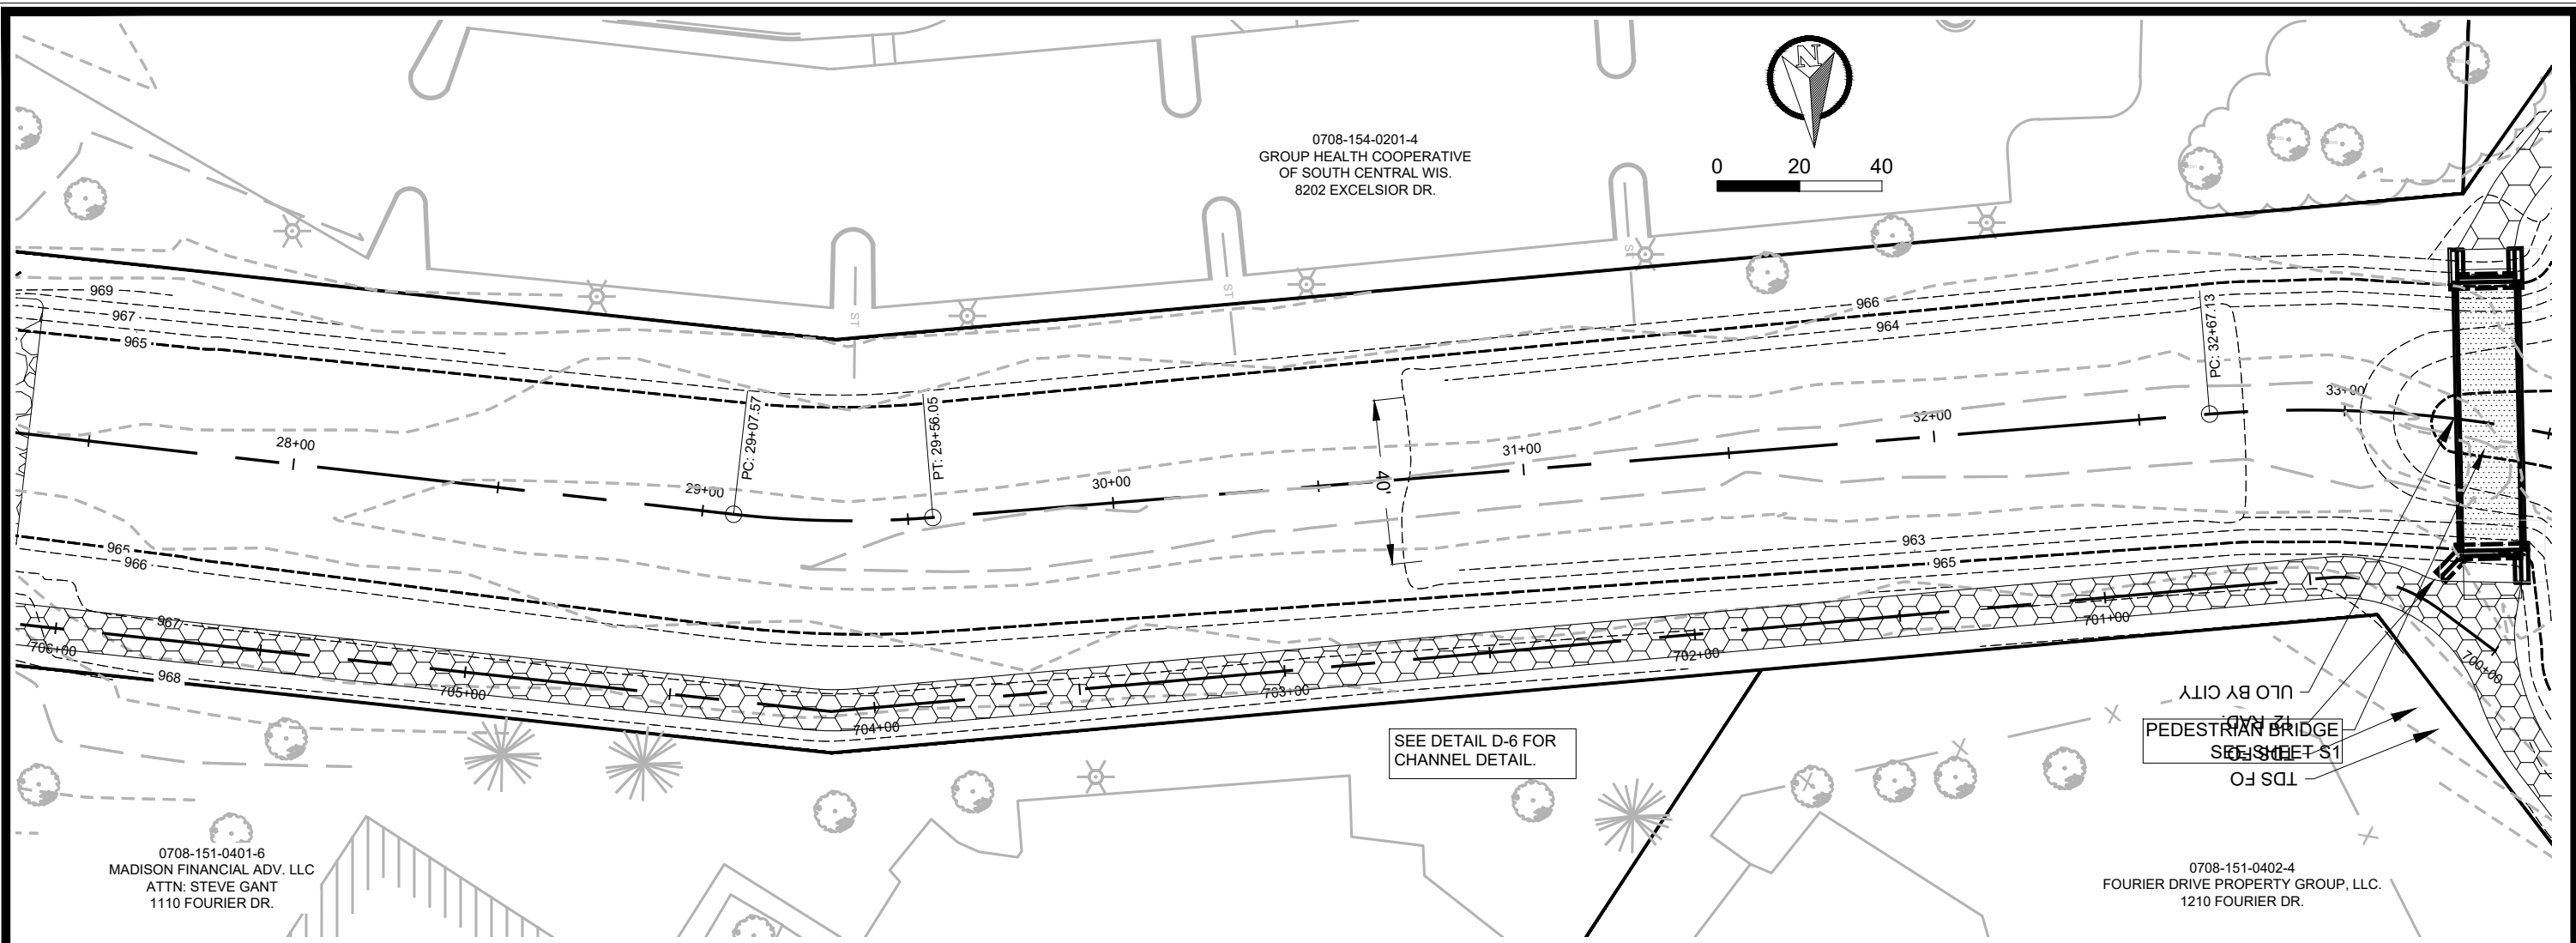 N
0 20 40
0708-154-0201-4
GROUP HEALTH COOPERATIVE
OF SOUTH CENTRAL WIS.
8202 EXCELSIOR DR.
969
967
965
966
964
ST
ST
ST
PC: 29+07.57
PT: 29+56.05
PC: 32+67.13
28+00
29+00
30+00
31+00
32+00
33+00
40'
965
966
963
965
967
968
706+00
705+00
704+00
703+00
702+00
701+00
700+00
SEE DETAIL D-6 FOR
CHANNEL DETAIL.
ULO BY CITY
12' RAD.
PEDESTRIAN BRIDGE
SEE SHEET S1
TDS FO
TDS FO
0708-151-0401-6
MADISON FINANCIAL ADV. LLC
ATTN: STEVE GANT
1110 FOURIER DR.
0708-151-0402-4
FOURIER DRIVE PROPERTY GROUP, LLC.
1210 FOURIER DR.